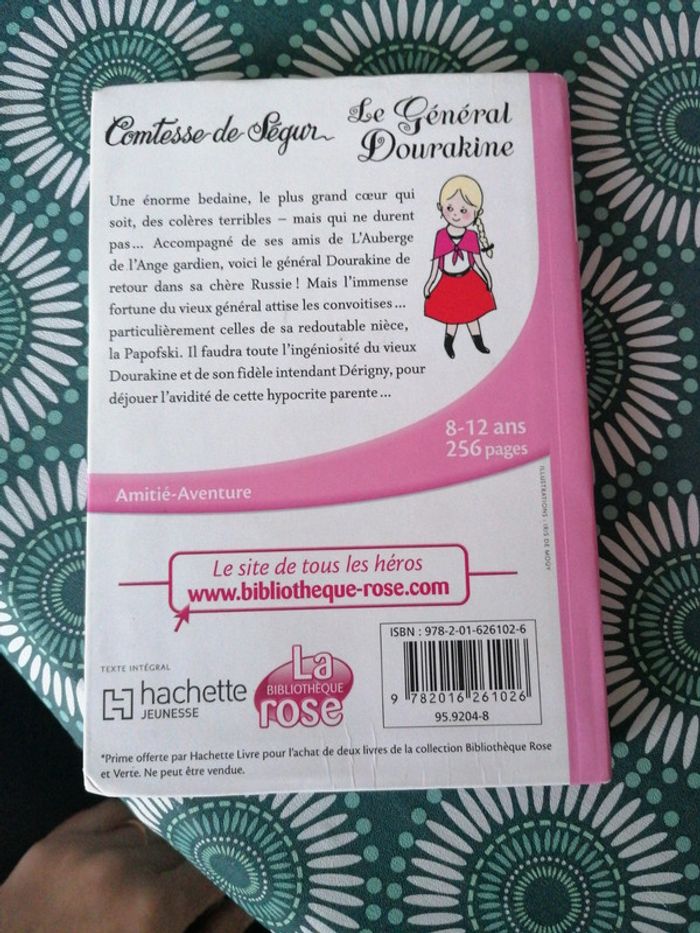 Comtesse de Ségur
Le Général
Dourakine
Une énorme bedaine, le plus grand cœur qui
soit, des colères terribles – mais qui ne durent
pas... Accompagné de ses amis de L'Auberge
de l'Ange gardien, voici le général Dourakine de
retour dans sa chère Russie ! Mais l'immense
fortune du vieux général attise les convoitises...
particulièrement celles de sa redoutable nièce,
la Papofski. Il faudra toute l'ingéniosité du vieux
Dourakine et de son fidèle intendant Dérigny, pour
déjouer l'avidité de cette hypocrite parente...
8-12 ans
256 pages
Amitié-Aventure
ILLUSTRATIONS : IRIS DE MOÜY
Le site de tous les héros
www.bibliotheque-rose.com
TEXTE INTÉGRAL
hachette
JEUNESSE
La
BIBLIOTHÈQUE
rose
ISBN : 978-2-01-626102-6
9 782016 261026
95.9204-8
*Prime offerte par Hachette Livre pour l'achat de deux livres de la collection Bibliothèque Rose
et Verte. Ne peut être vendue.